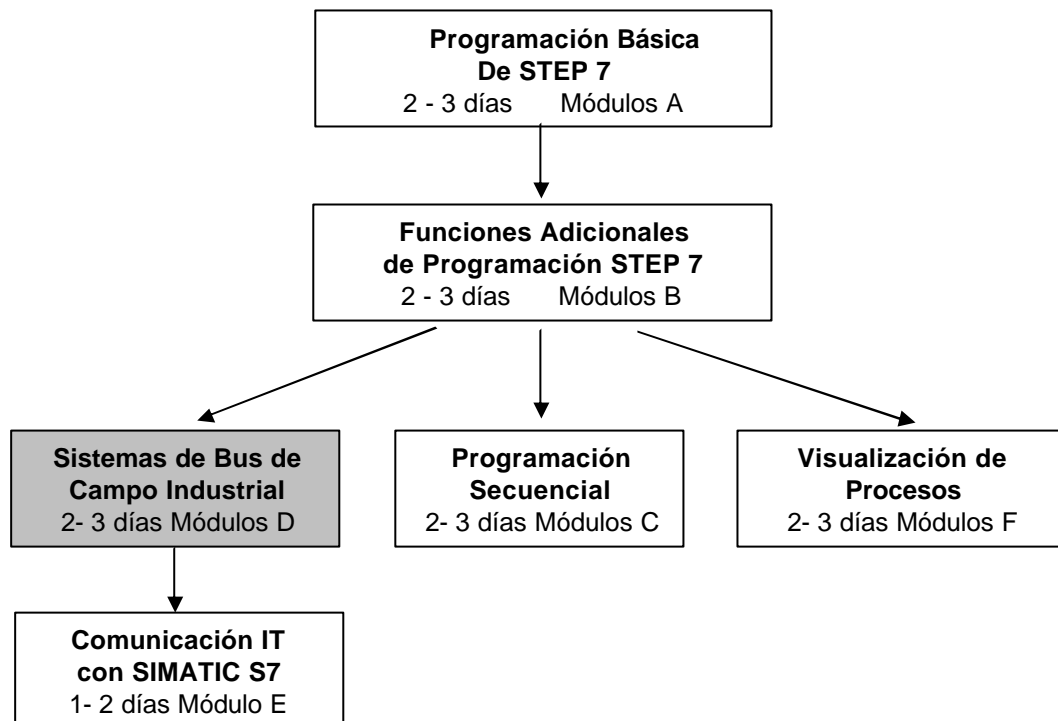 Programación Básica
De STEP 7
2 - 3 días Módulos A
Funciones Adicionales
de Programación STEP 7
2 - 3 días Módulos B
Sistemas de Bus de
Campo Industrial
2- 3 días Módulos D
Programación
Secuencial
2- 3 días Módulos C
Visualización de
Procesos
2- 3 días Módulos F
Comunicación IT
con SIMATIC S7
1- 2 días Módulo E